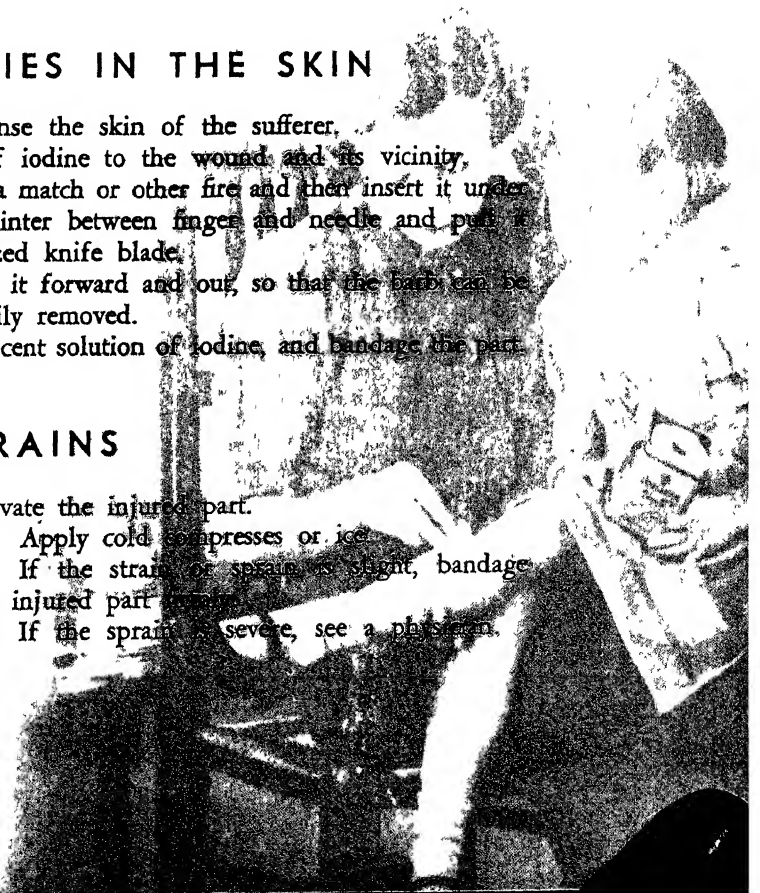 IES IN THE SKIN
nse the skin of the sufferer.
f iodine to the wound and its vicinity.
a match or other fire and then insert it under
inter between finger and needle and pull it
ed knife blade.
it forward and out, so that the barb can be
ily removed.
cent solution of iodine, and bandage the part.
RAINS
vate the injured part.
Apply cold compresses or ice.
If the strain or sprain is slight, bandage
injured part
If the sprain is severe, see a physician.